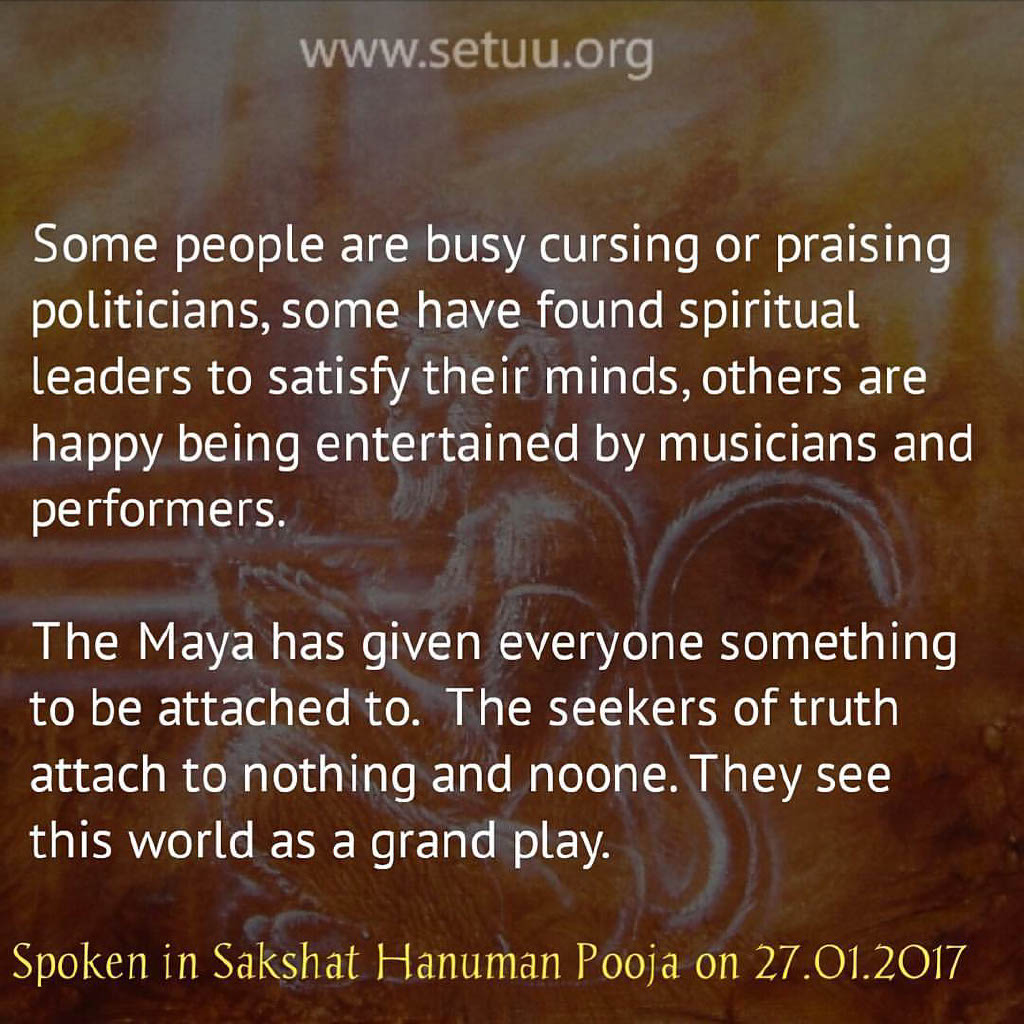 www.setuu.org
Some people are busy cursing or praising
politicians, some have found spiritual
leaders to satisfy their minds, others are
happy being entertained by musicians and
performers.
The Maya has given everyone something
to be attached to.  The seekers of truth
attach to nothing and noone. They see
this world as a grand play.
Spoken in Sakshat Hanuman Pooja on 27.01.2017